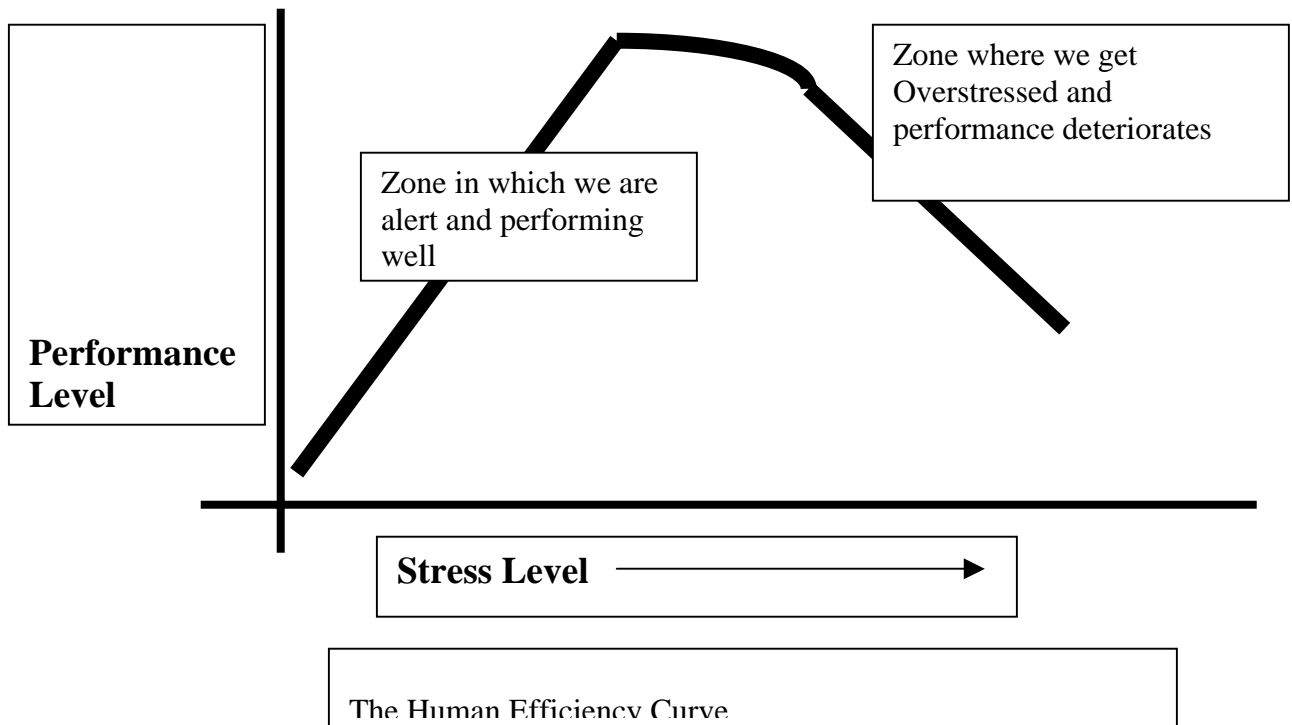 Zone where we get
Overstressed and
performance deteriorates
Zone in which we are
alert and performing
well
Performance
Level
Stress Level
The Human Efficiency Curve